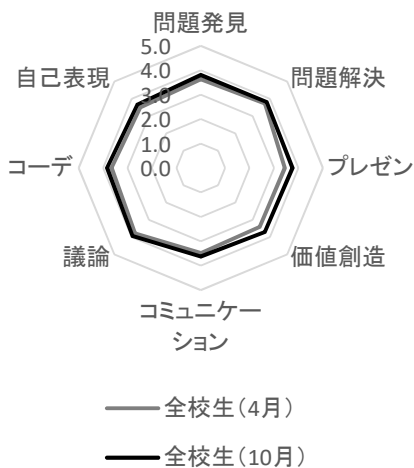 問題発見
5.0
4.0
3.0
2.0
1.0
0.0
問題解決
プレゼン
価値創造
コミュニケー
ション
議論
コーデ
自己表現
全校生（4月）
全校生（10月）